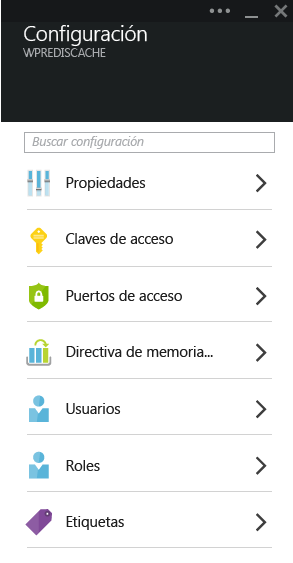 Configuración
WPREDISCACHE
Buscar configuración
Propiedades
Claves de acceso
Puertos de acceso
Directiva de memoria...
Usuarios
Roles
Etiquetas